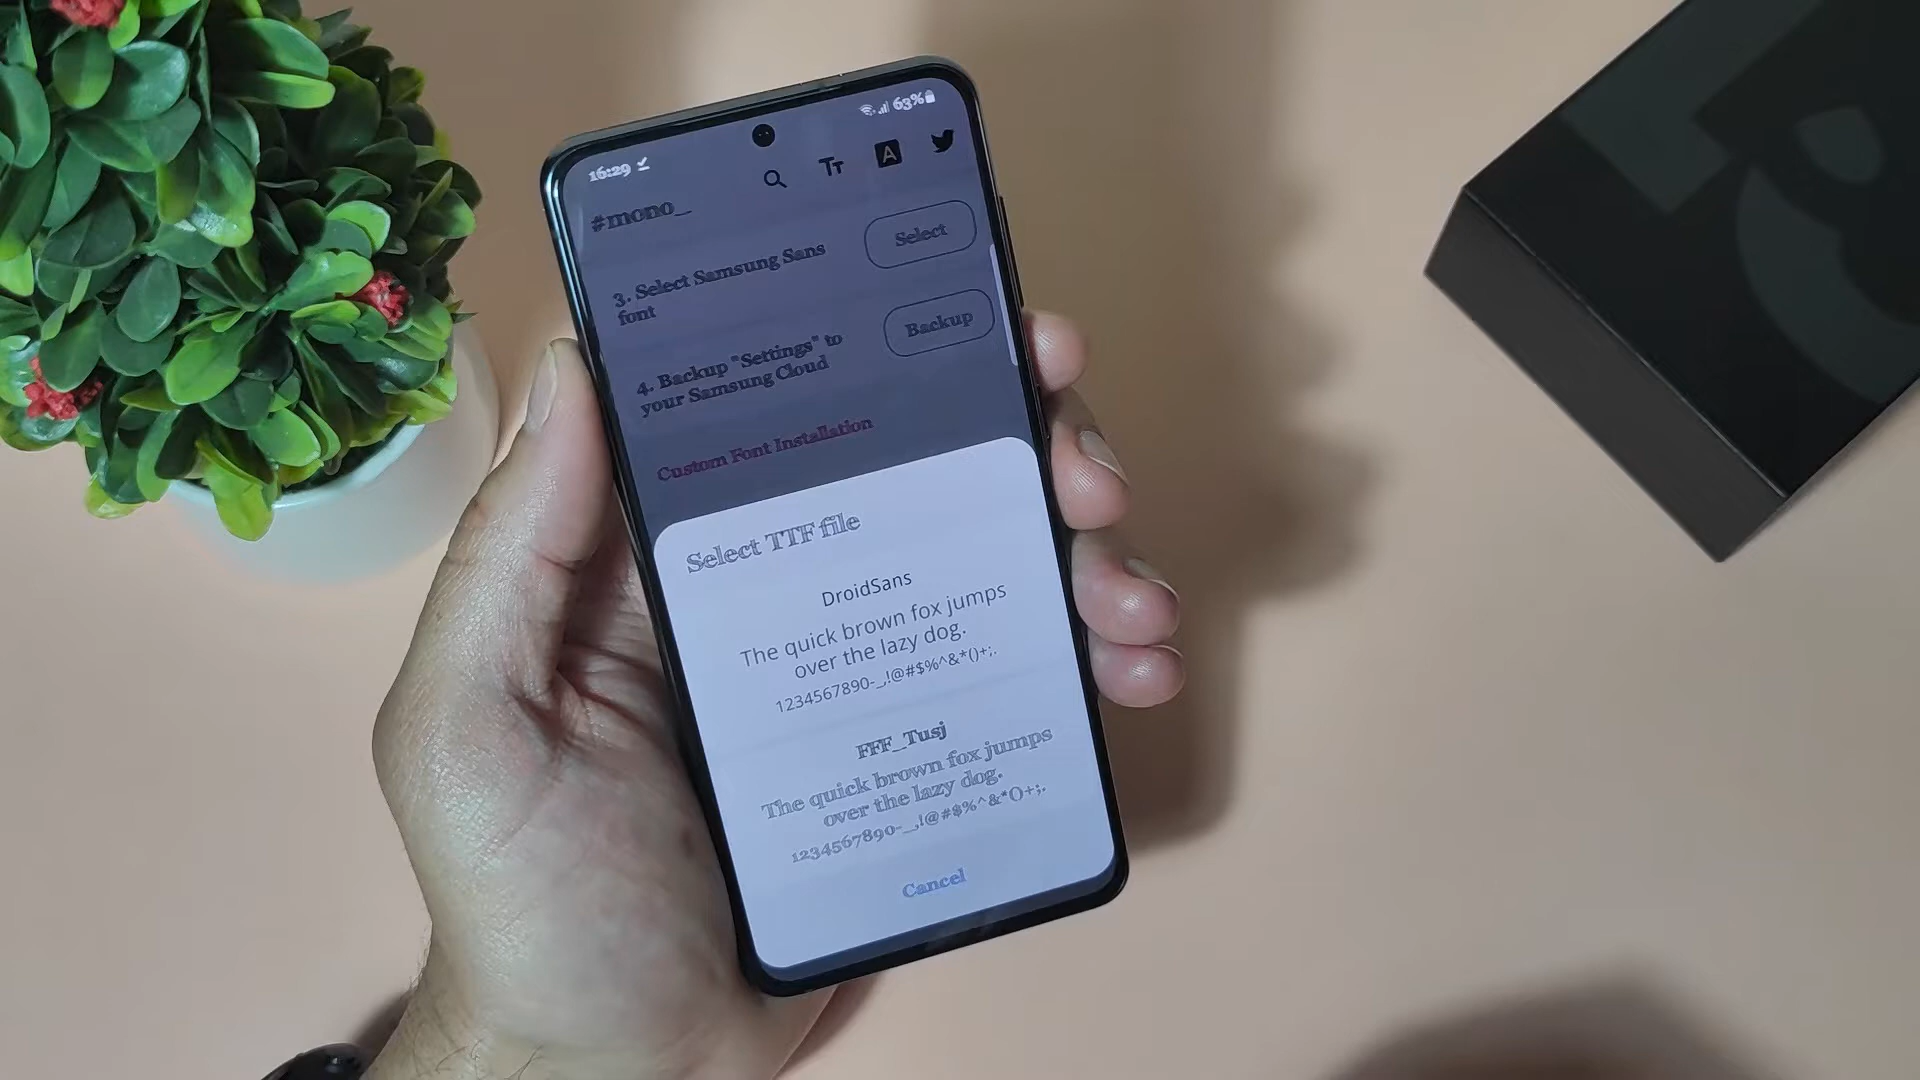 16:29
63%
#mono_
3. Select Samsung Sans
font
Select
4. Backup "Settings" to
your Samsung Cloud
Backup
Custom Font Installation
Select TTF file
DroidSans
The quick brown fox jumps
over the lazy dog.
1234567890-_,!@#$%^&*()+;.
FFF_Tusj
The quick brown fox jumps
over the lazy dog.
1234567890-_,!@#$%^&*()+;.
Cancel